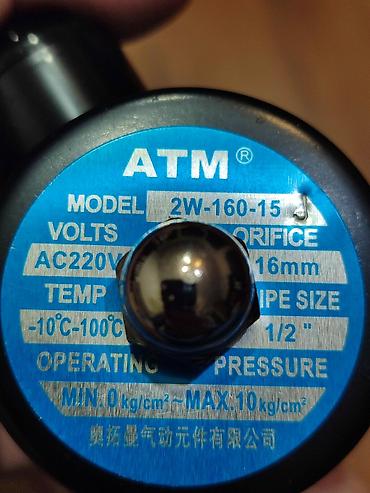 ATM®
MODEL 2W-160-15 J
VOLTS ORIFICE
AC220V 16mm
TEMP PIPE SIZE
-10°C-100°C 1/2 "
OPERATING PRESSURE
MIN. 0kg/cm²~MAX.10kg/cm²
奥拓曼气动元件有限公司